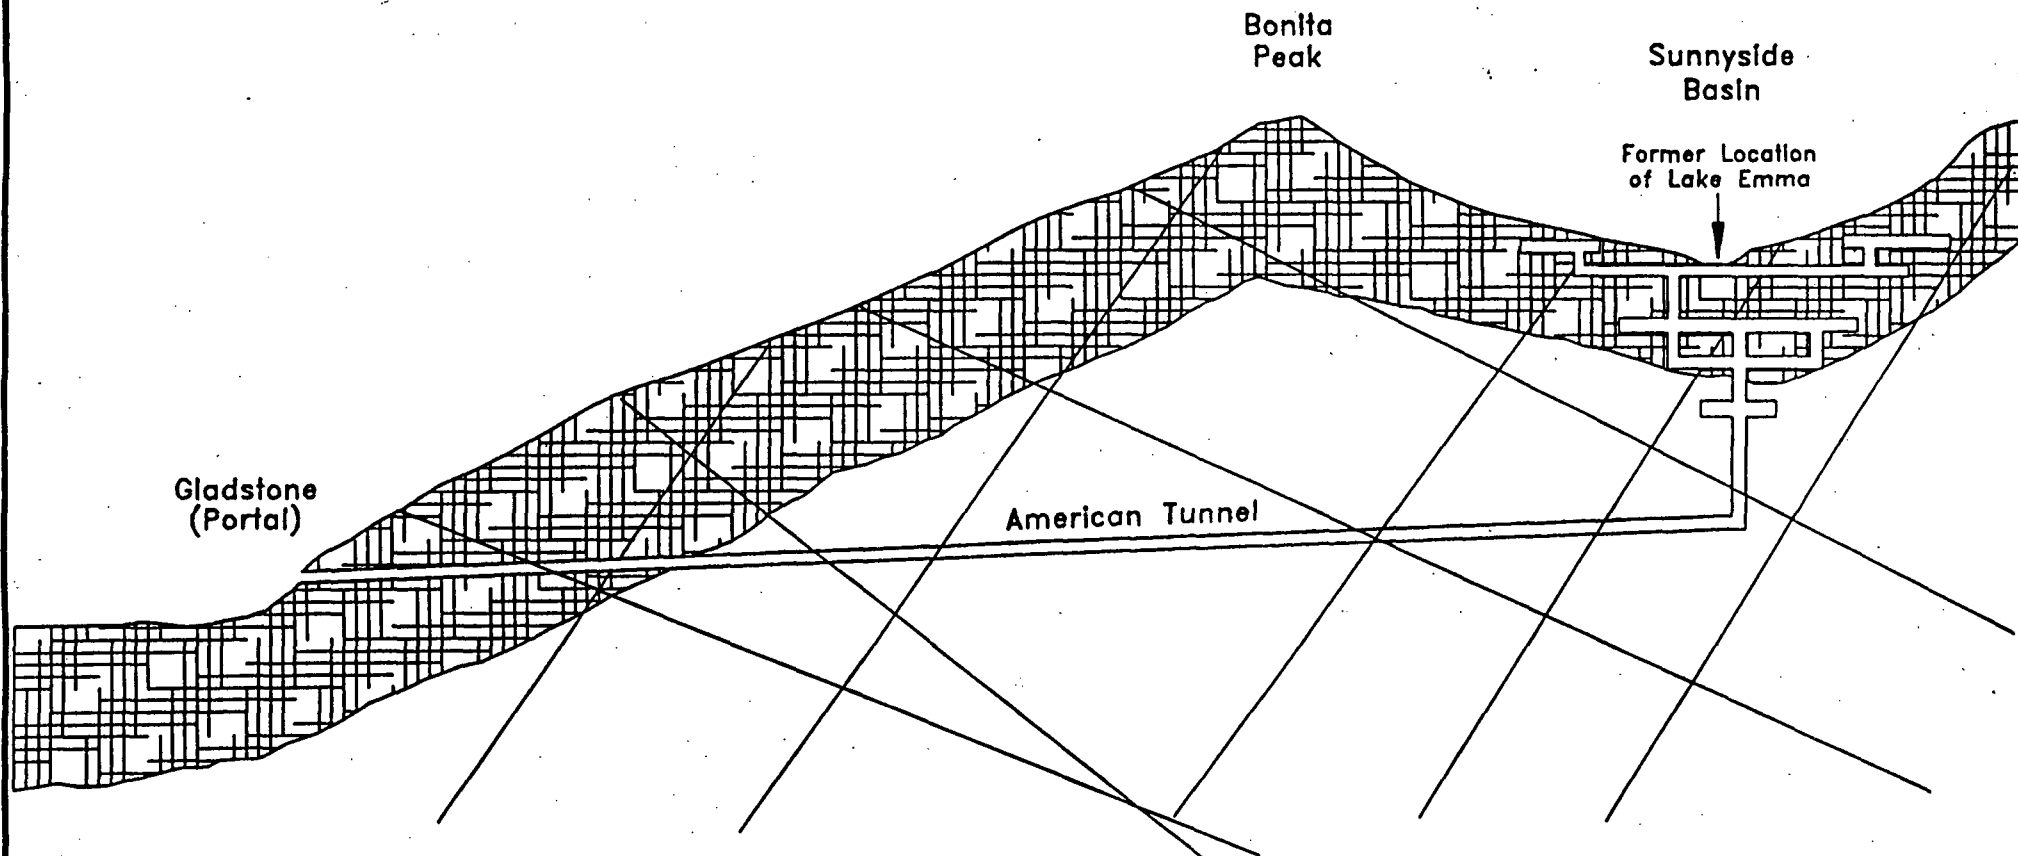 Bonita
Peak
Sunnyside
Basin
Former Location
of Lake Emma
Gladstone
(Portal)
American Tunnel